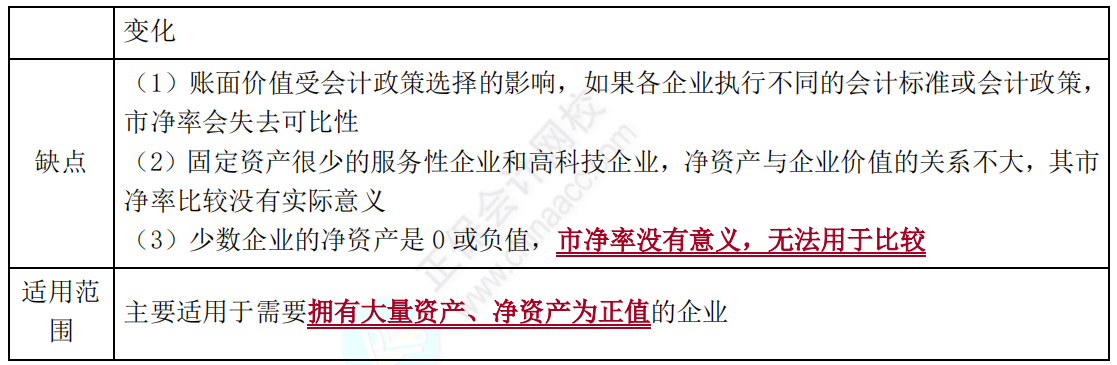 变化
（1）账面价值受会计政策选择的影响，如果各企业执行不同的会计标准或会计政策，
市净率会失去可比性
缺点
（2）固定资产很少的服务性企业和高科技企业，净资产与企业价值的关系不大，其市
净率比较没有实际意义
（3）少数企业的净资产是 0 或负值，市净率没有意义，无法用于比较
适用范
围
主要适用于需要拥有大量资产、净资产为正值的企业
正保会计网校
www.chinaacc.com